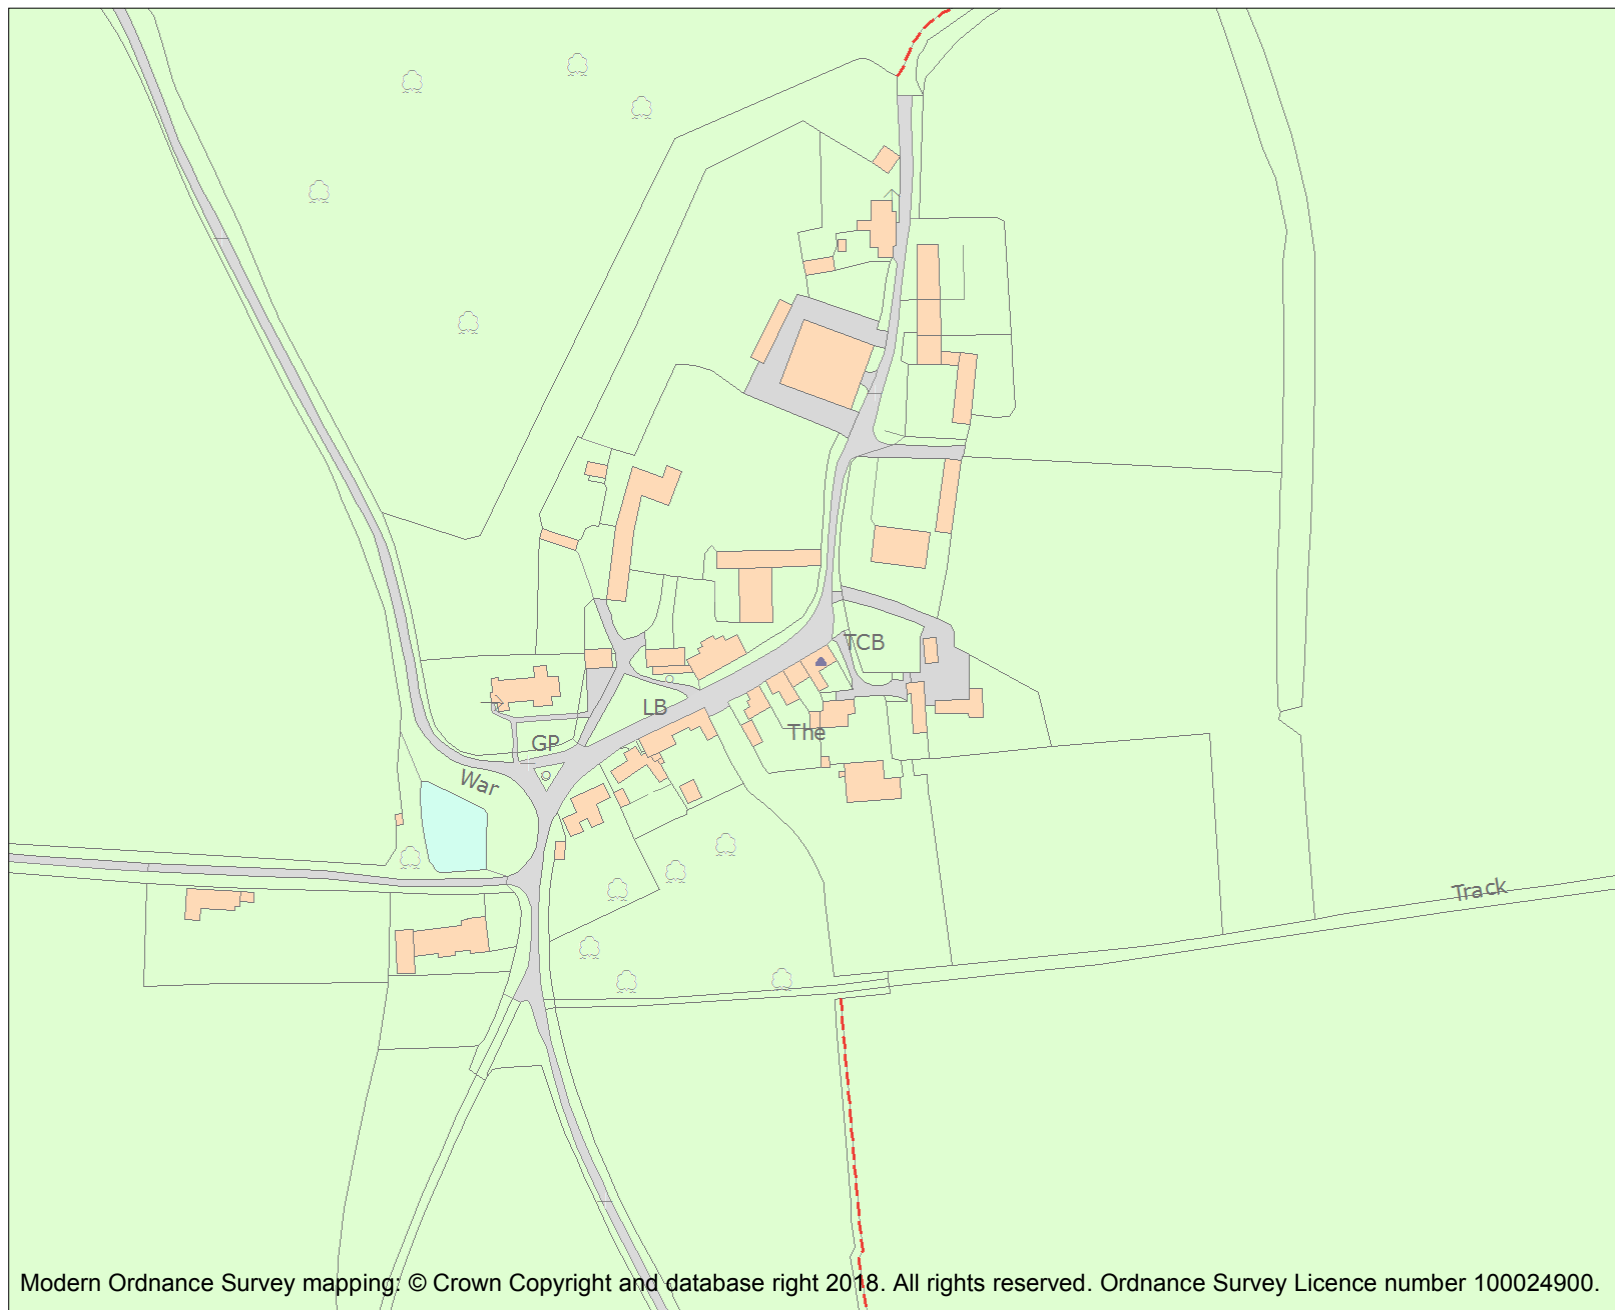 TCB
LB
The
GP
War
Track
Modern Ordnance Survey mapping: © Crown Copyright and database right 2018. All rights reserved. Ordnance Survey Licence number 100024900.